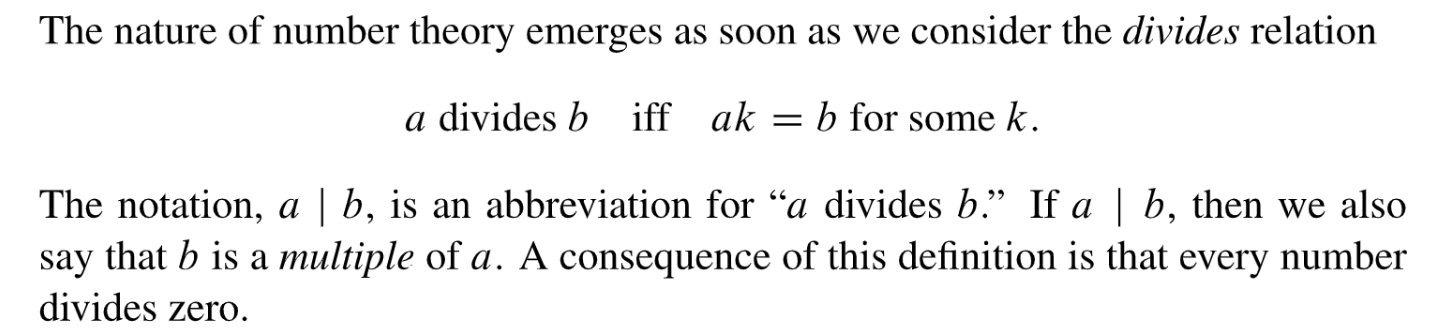 The nature of number theory emerges as soon as we consider the divides relation
a divides b iff ak = b for some k.
The notation, a | b, is an abbreviation for “a divides b.” If a | b, then we also
say that b is a multiple of a. A consequence of this definition is that every number
divides zero.